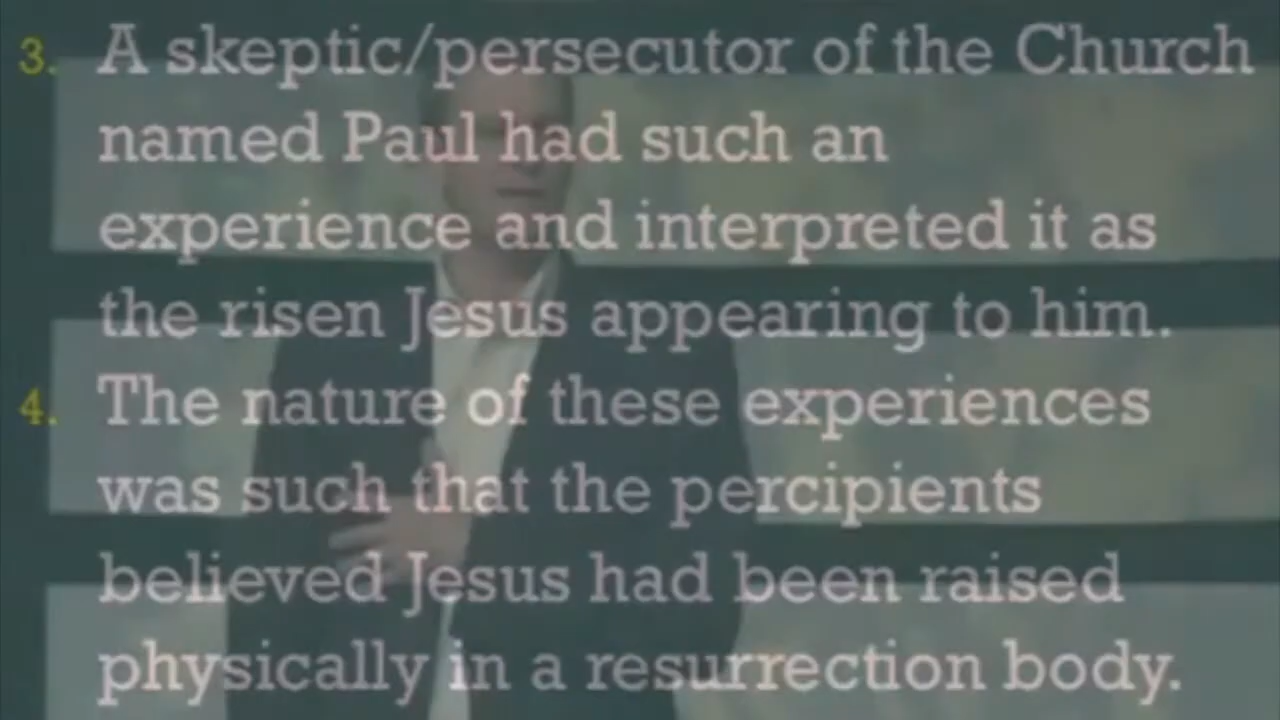 3. A skeptic/persecutor of the Church
named Paul had such an
experience and interpreted it as
the risen Jesus appearing to him.
4. The nature of these experiences
was such that the percipients
believed Jesus had been raised
physically in a resurrection body.